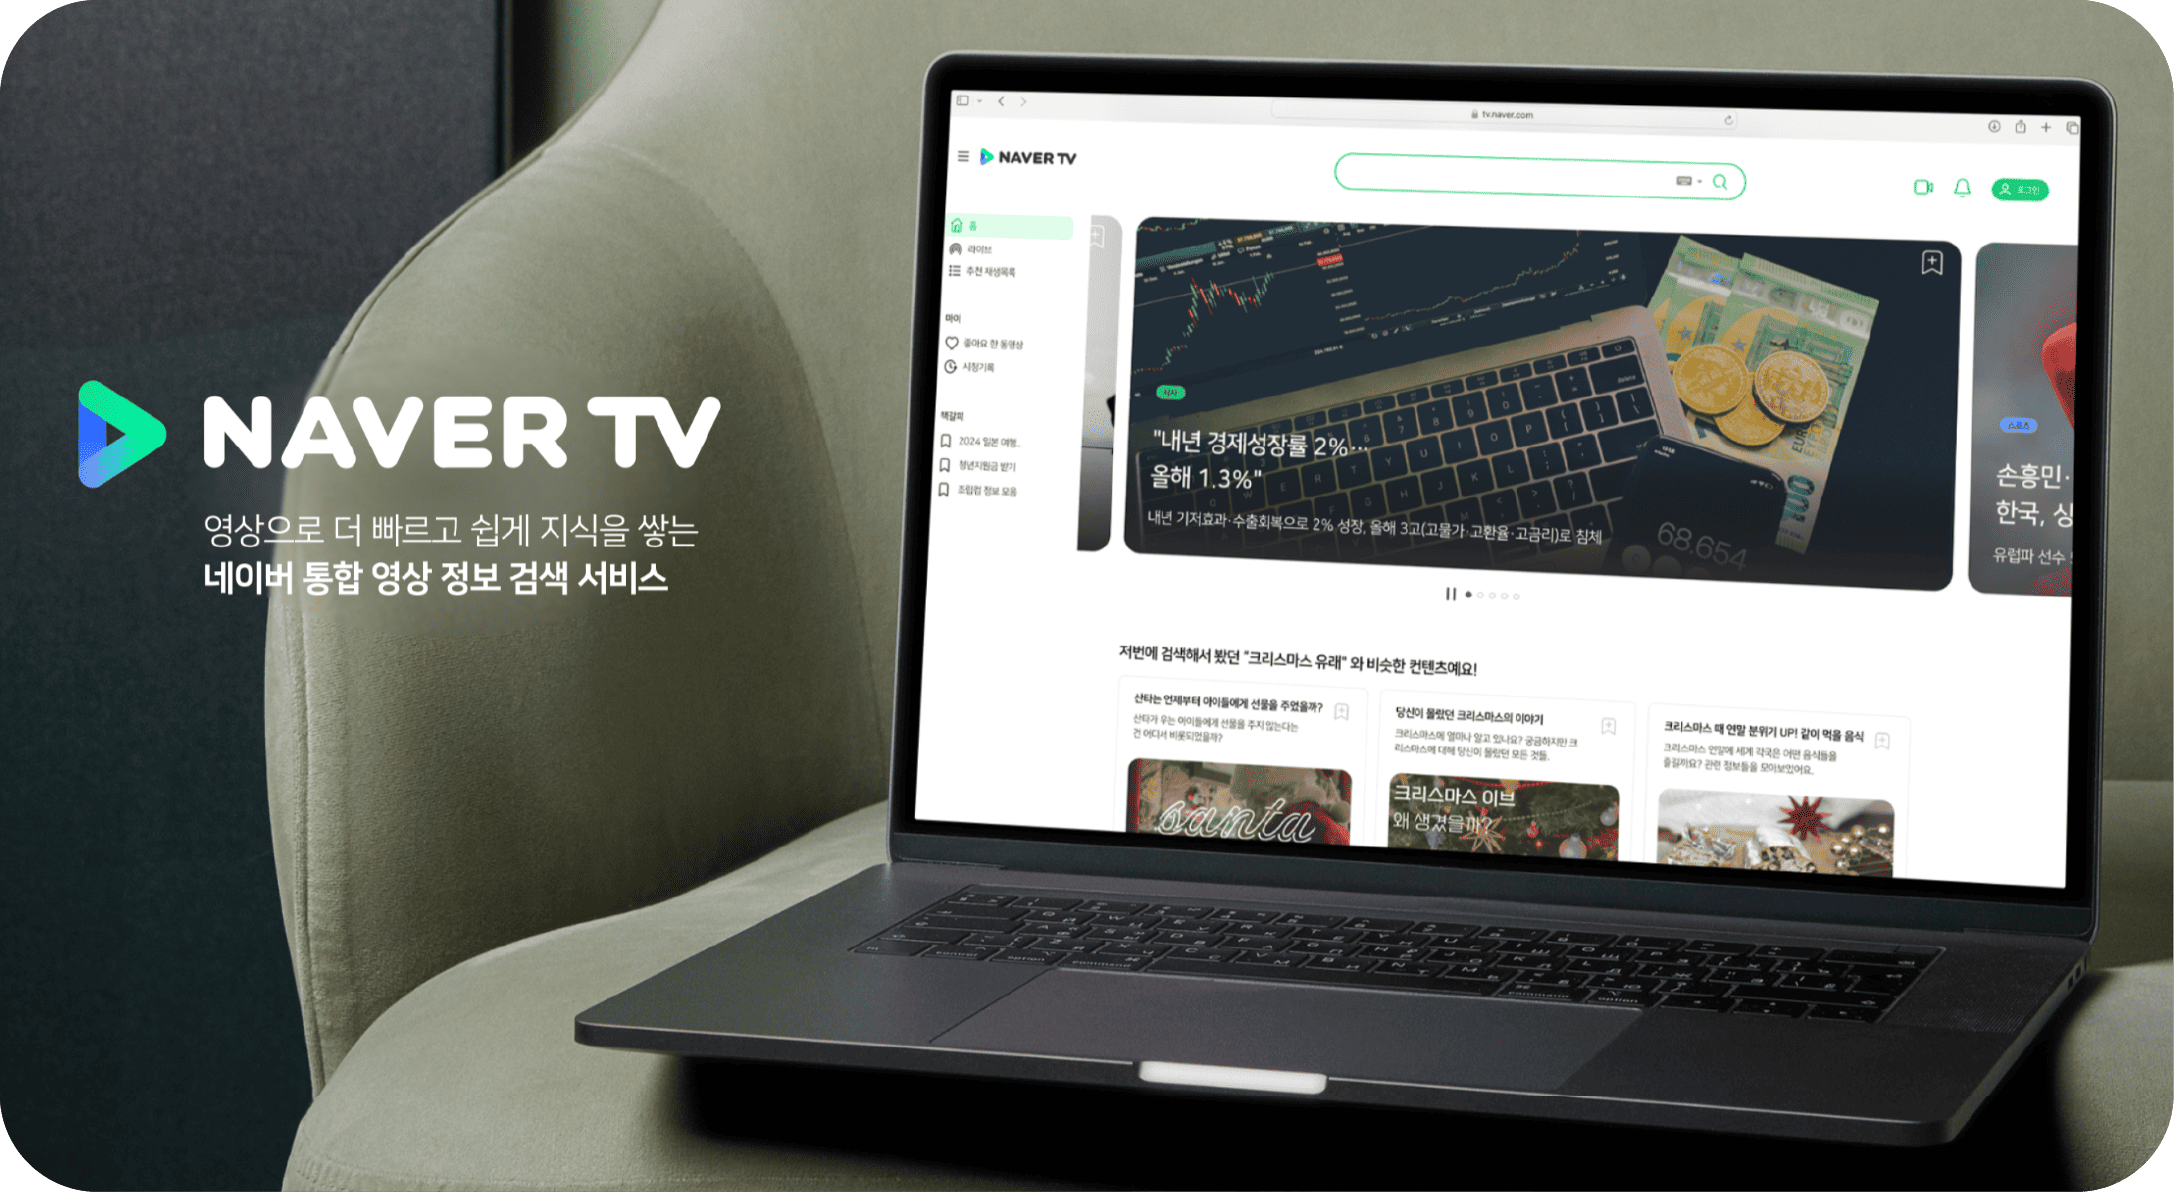 NAVER TV
영상으로 더 빠르고 쉽게 지식을 쌓는
네이버 통합 영상 정보 검색 서비스
tv.naver.com
NAVER TV
로그인
홈
라이브
추천 재생목록
마이
좋아요 한 동영상
시청기록
책갈피
2024 일본 여행..
청년지원금 받기
조립컴 정보 모음
시사
"내년 경제성장률 2%…
올해 1.3%"
내년 기저효과·수출회복으로 2% 성장, 올해 3고(고물가·고환율·고금리)로 침체
68.654
스포츠
손흥민·
한국, 싱
유럽파 선수
저번에 검색해서 봤던 "크리스마스 유래" 와 비슷한 컨텐츠예요!
산타는 언제부터 아이들에게 선물을 주었을까?
산타가 우는 아이들에게 선물을 주지 않는다는
건 어디서 비롯되었을까?
santa
당신이 몰랐던 크리스마스의 이야기
크리스마스에 얼마나 알고 있나요? 궁금하지만 크
리스마스에 대해 당신이 몰랐던 모든 것들.
크리스마스 이브
왜 생겼을까?
크리스마스 때 연말 분위기 UP! 같이 먹을 음식
크리스마스 연말에 세계 각국은 어떤 음식들을
즐길까요? 관련 정보들을 모아보았어요.
control
option
command
command
option